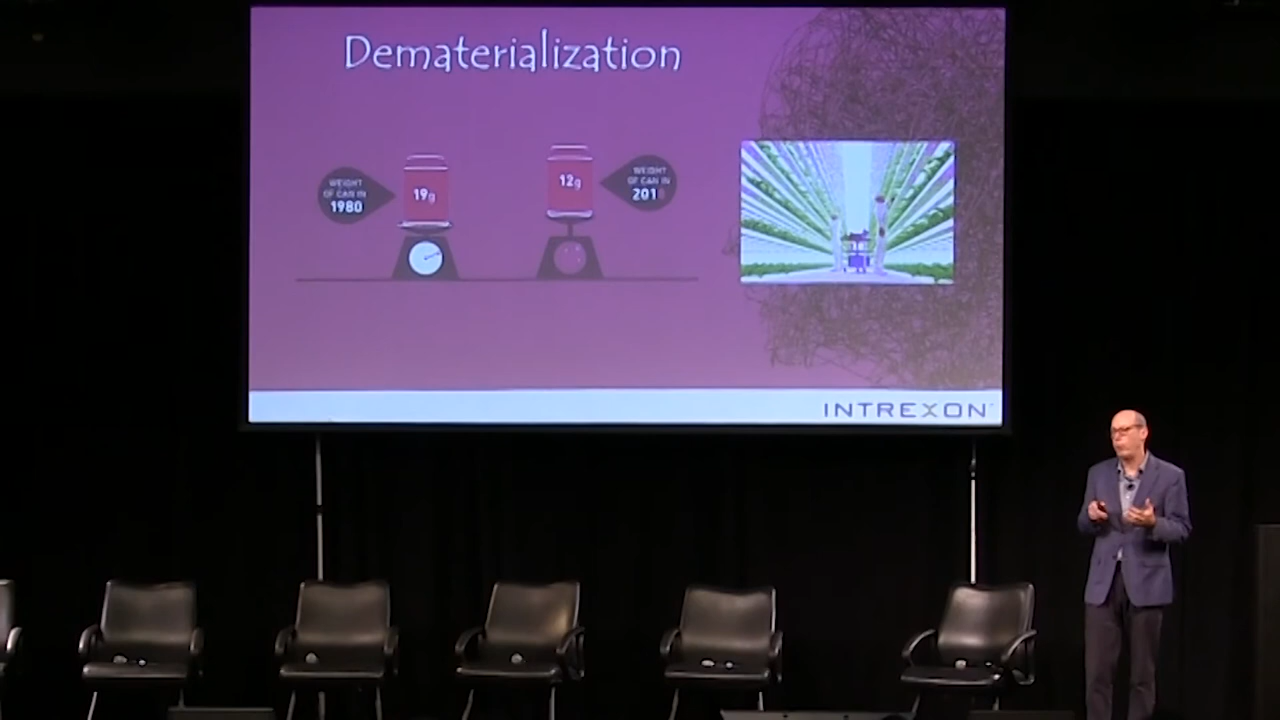 Dematerialization
WEIGHT
OF CAN IN
1980
19g
12g
WEIGHT
OF CAN IN
INTREXON